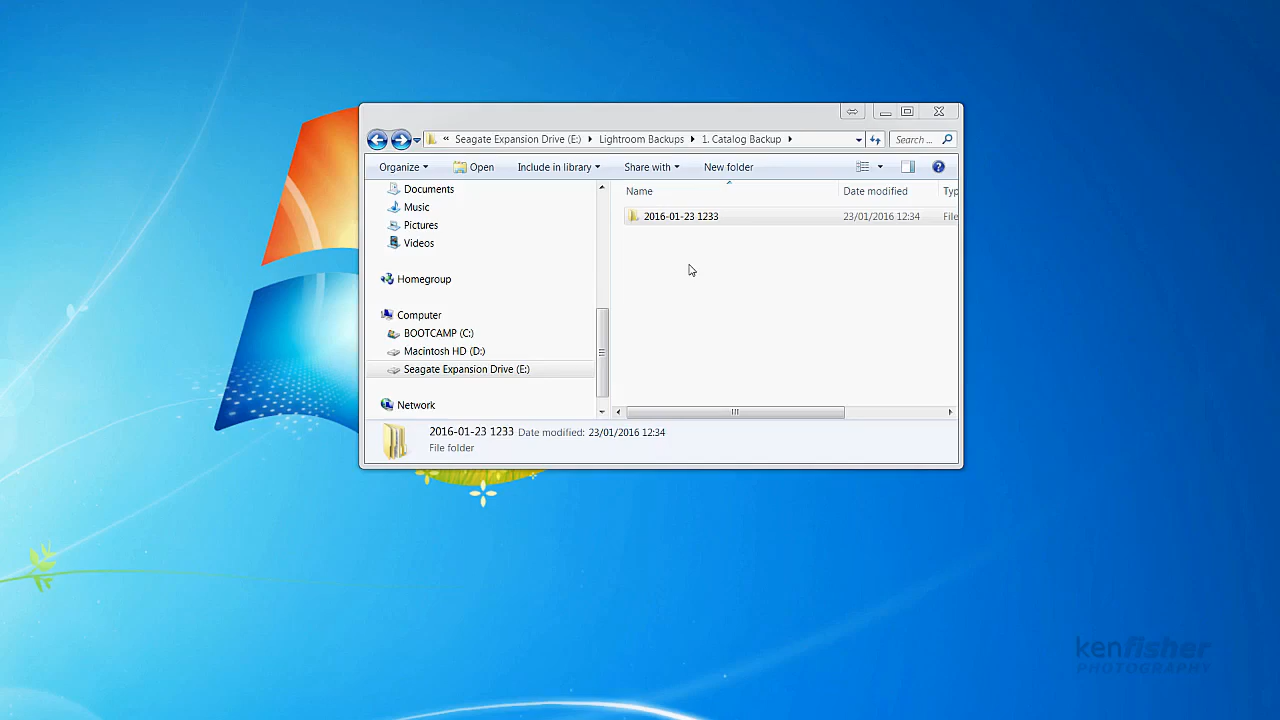 « Seagate Expansion Drive (E:) Lightroom Backups 1. Catalog Backup Search ...
Organize Open Include in library Share with New folder
Documents
Music
Pictures
Videos
Homegroup
Computer
BOOTCAMP (C:)
Macintosh HD (D:)
Seagate Expansion Drive (E:)
Network
Name Date modified Typ
2016-01-23 1233 23/01/2016 12:34 File
2016-01-23 1233 Date modified: 23/01/2016 12:34
File folder
kenfisher
PHOTOGRAPHY